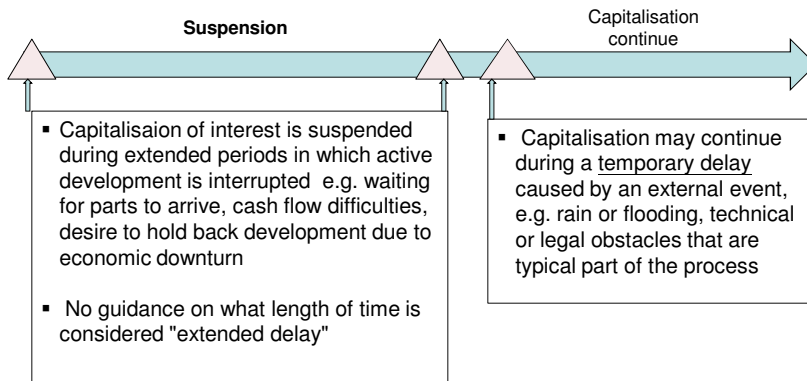 Suspension
Capitalisation
continue
▪ Capitalisaion of interest is suspended
during extended periods in which active
development is interrupted e.g. waiting
for parts to arrive, cash flow difficulties,
desire to hold back development due to
economic downturn
▪ No guidance on what length of time is
considered "extended delay"
▪ Capitalisation may continue
during a temporary delay
caused by an external event,
e.g. rain or flooding, technical
or legal obstacles that are
typical part of the process